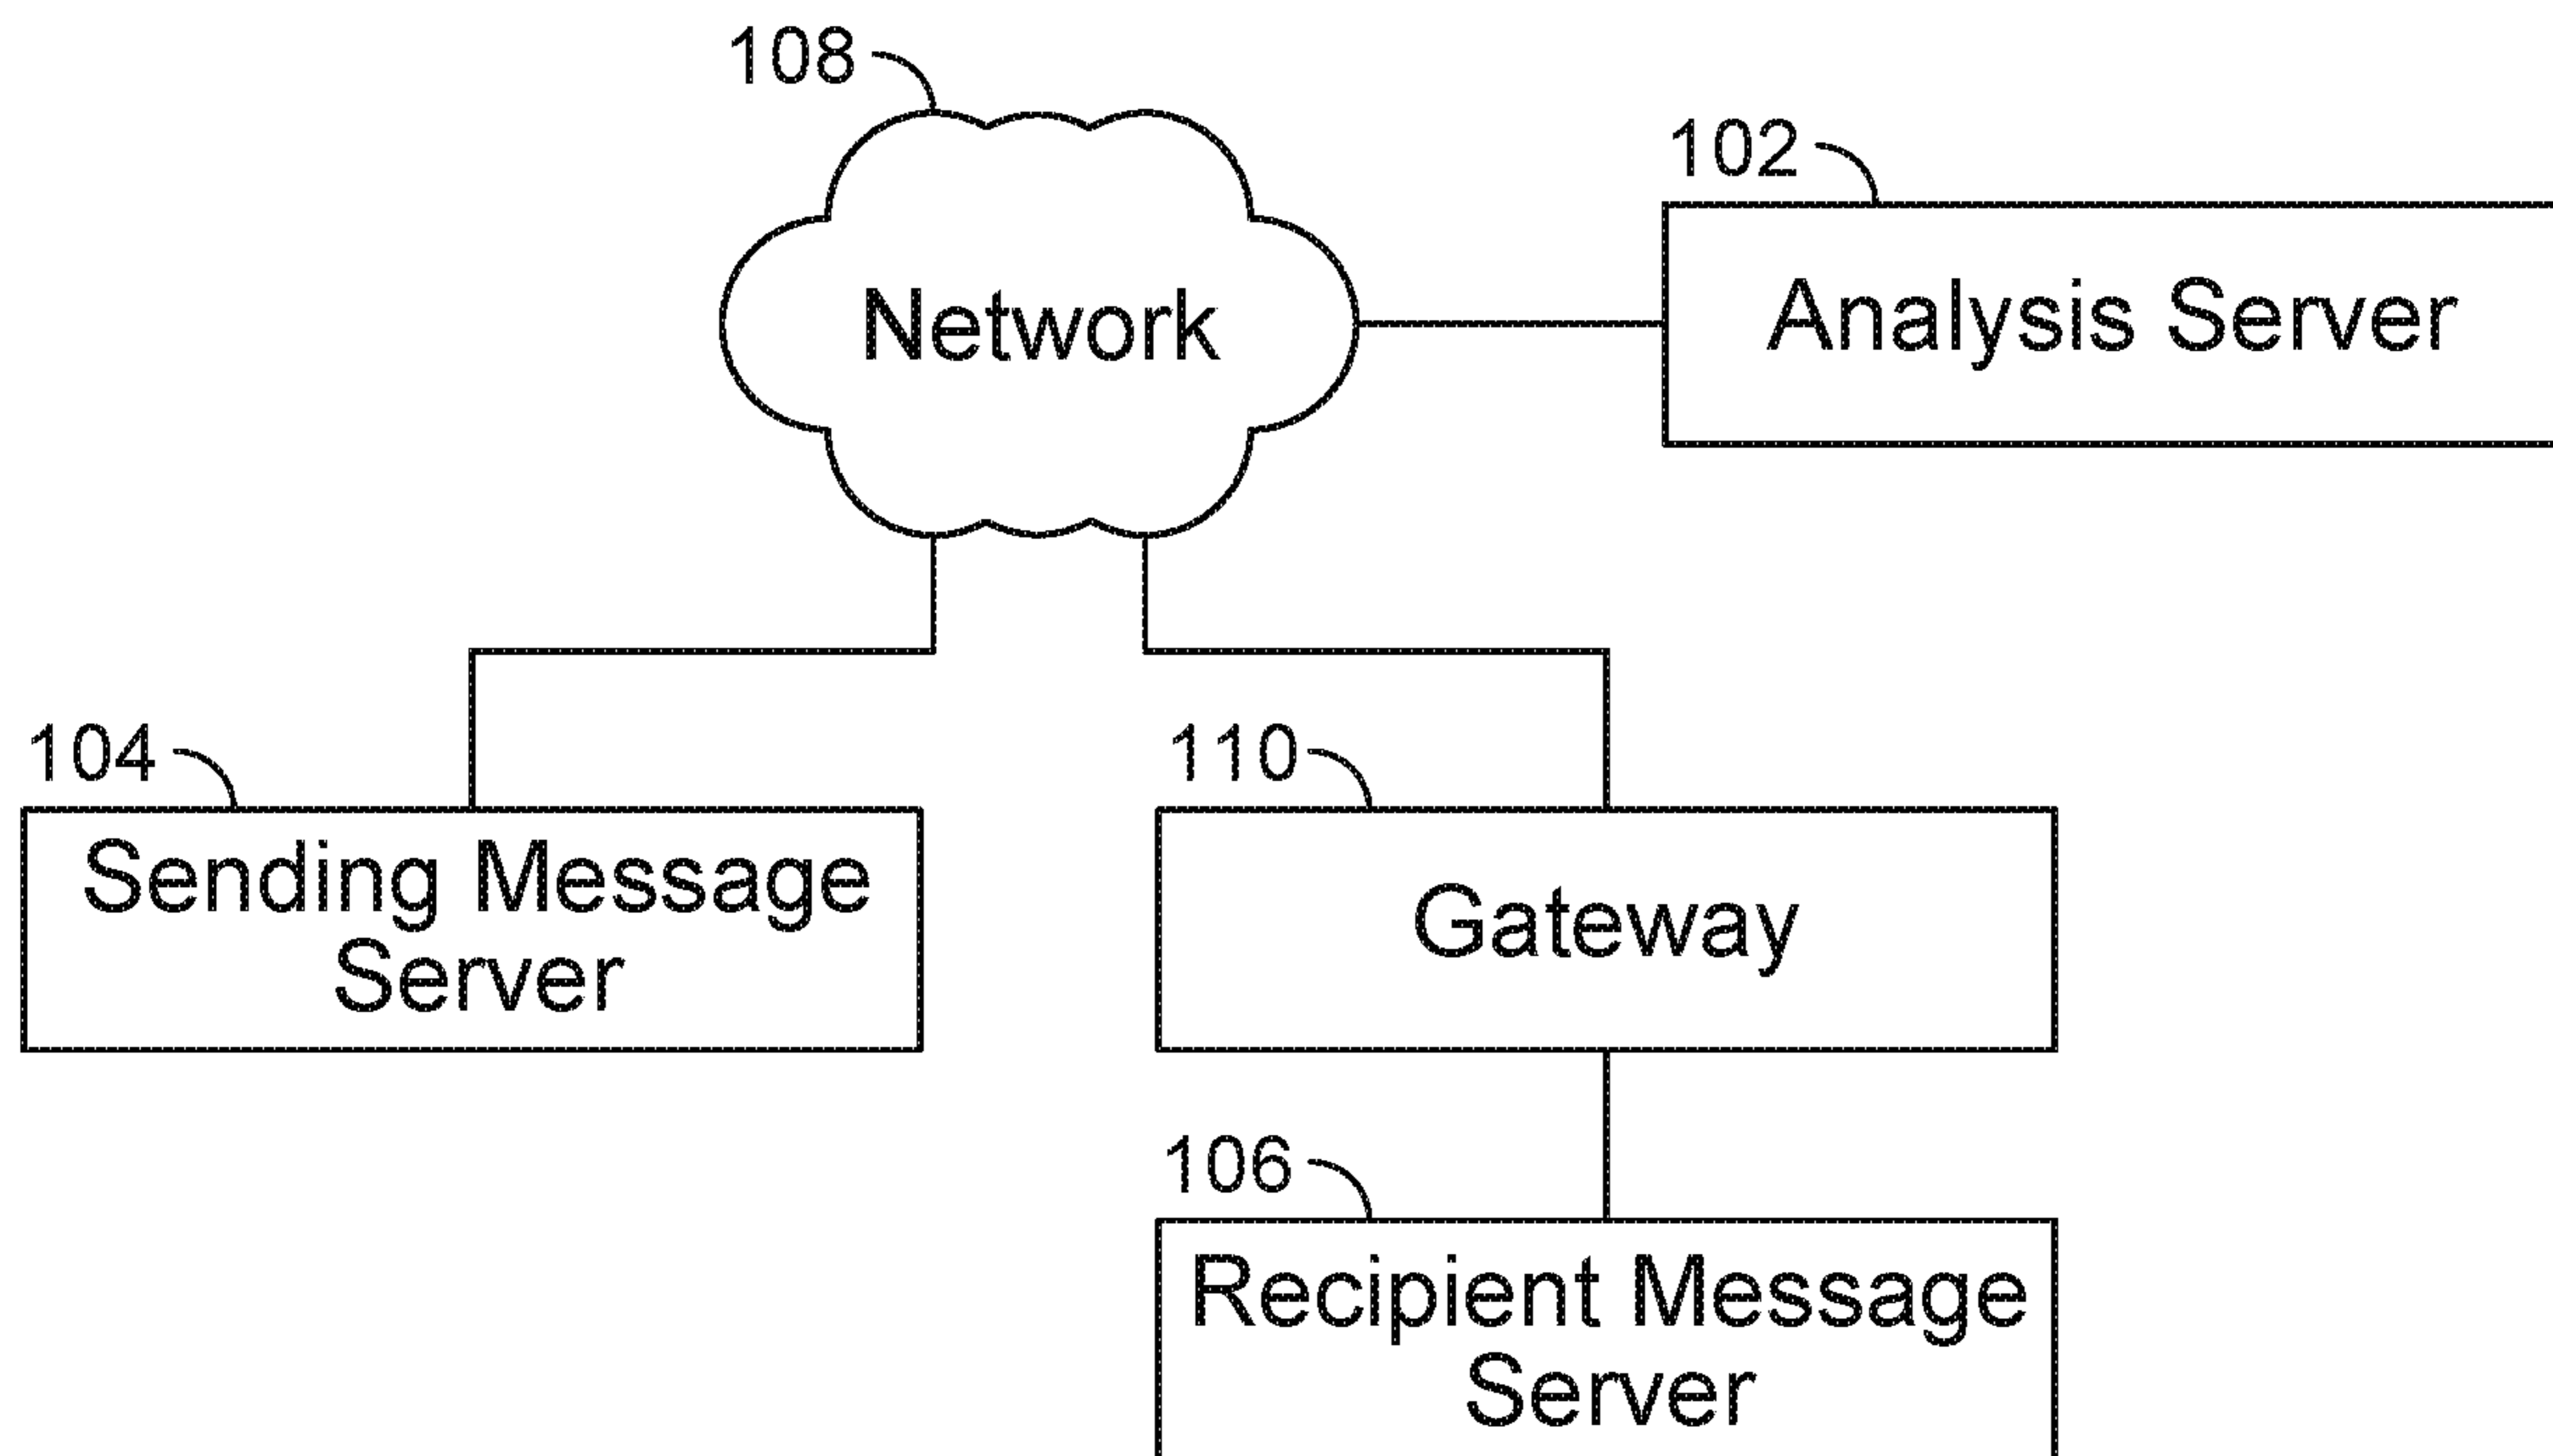 108
102
Network
Analysis Server
104
110
Sending Message
Server
Gateway
106
Recipient Message
Server